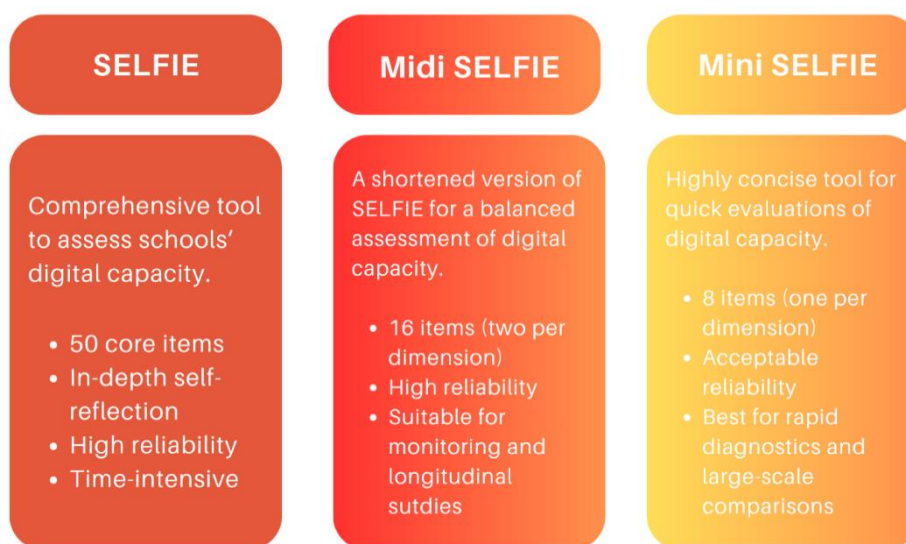 SELFIE
Comprehensive tool
to assess schools’
digital capacity.
• 50 core items
• In-depth self-
reflection
• High reliability
• Time-intensive
Midi SELFIE
A shortened version of
SELFIE for a balanced
assessment of digital
capacity.
• 16 items (two per
dimension)
• High reliability
• Suitable for
monitoring and
longitudinal
sutdies
Mini SELFIE
Highly concise tool for
quick evaluations of
digital capacity.
• 8 items (one per
dimension)
• Acceptable
reliability
• Best for rapid
diagnostics and
large-scale
comparisons